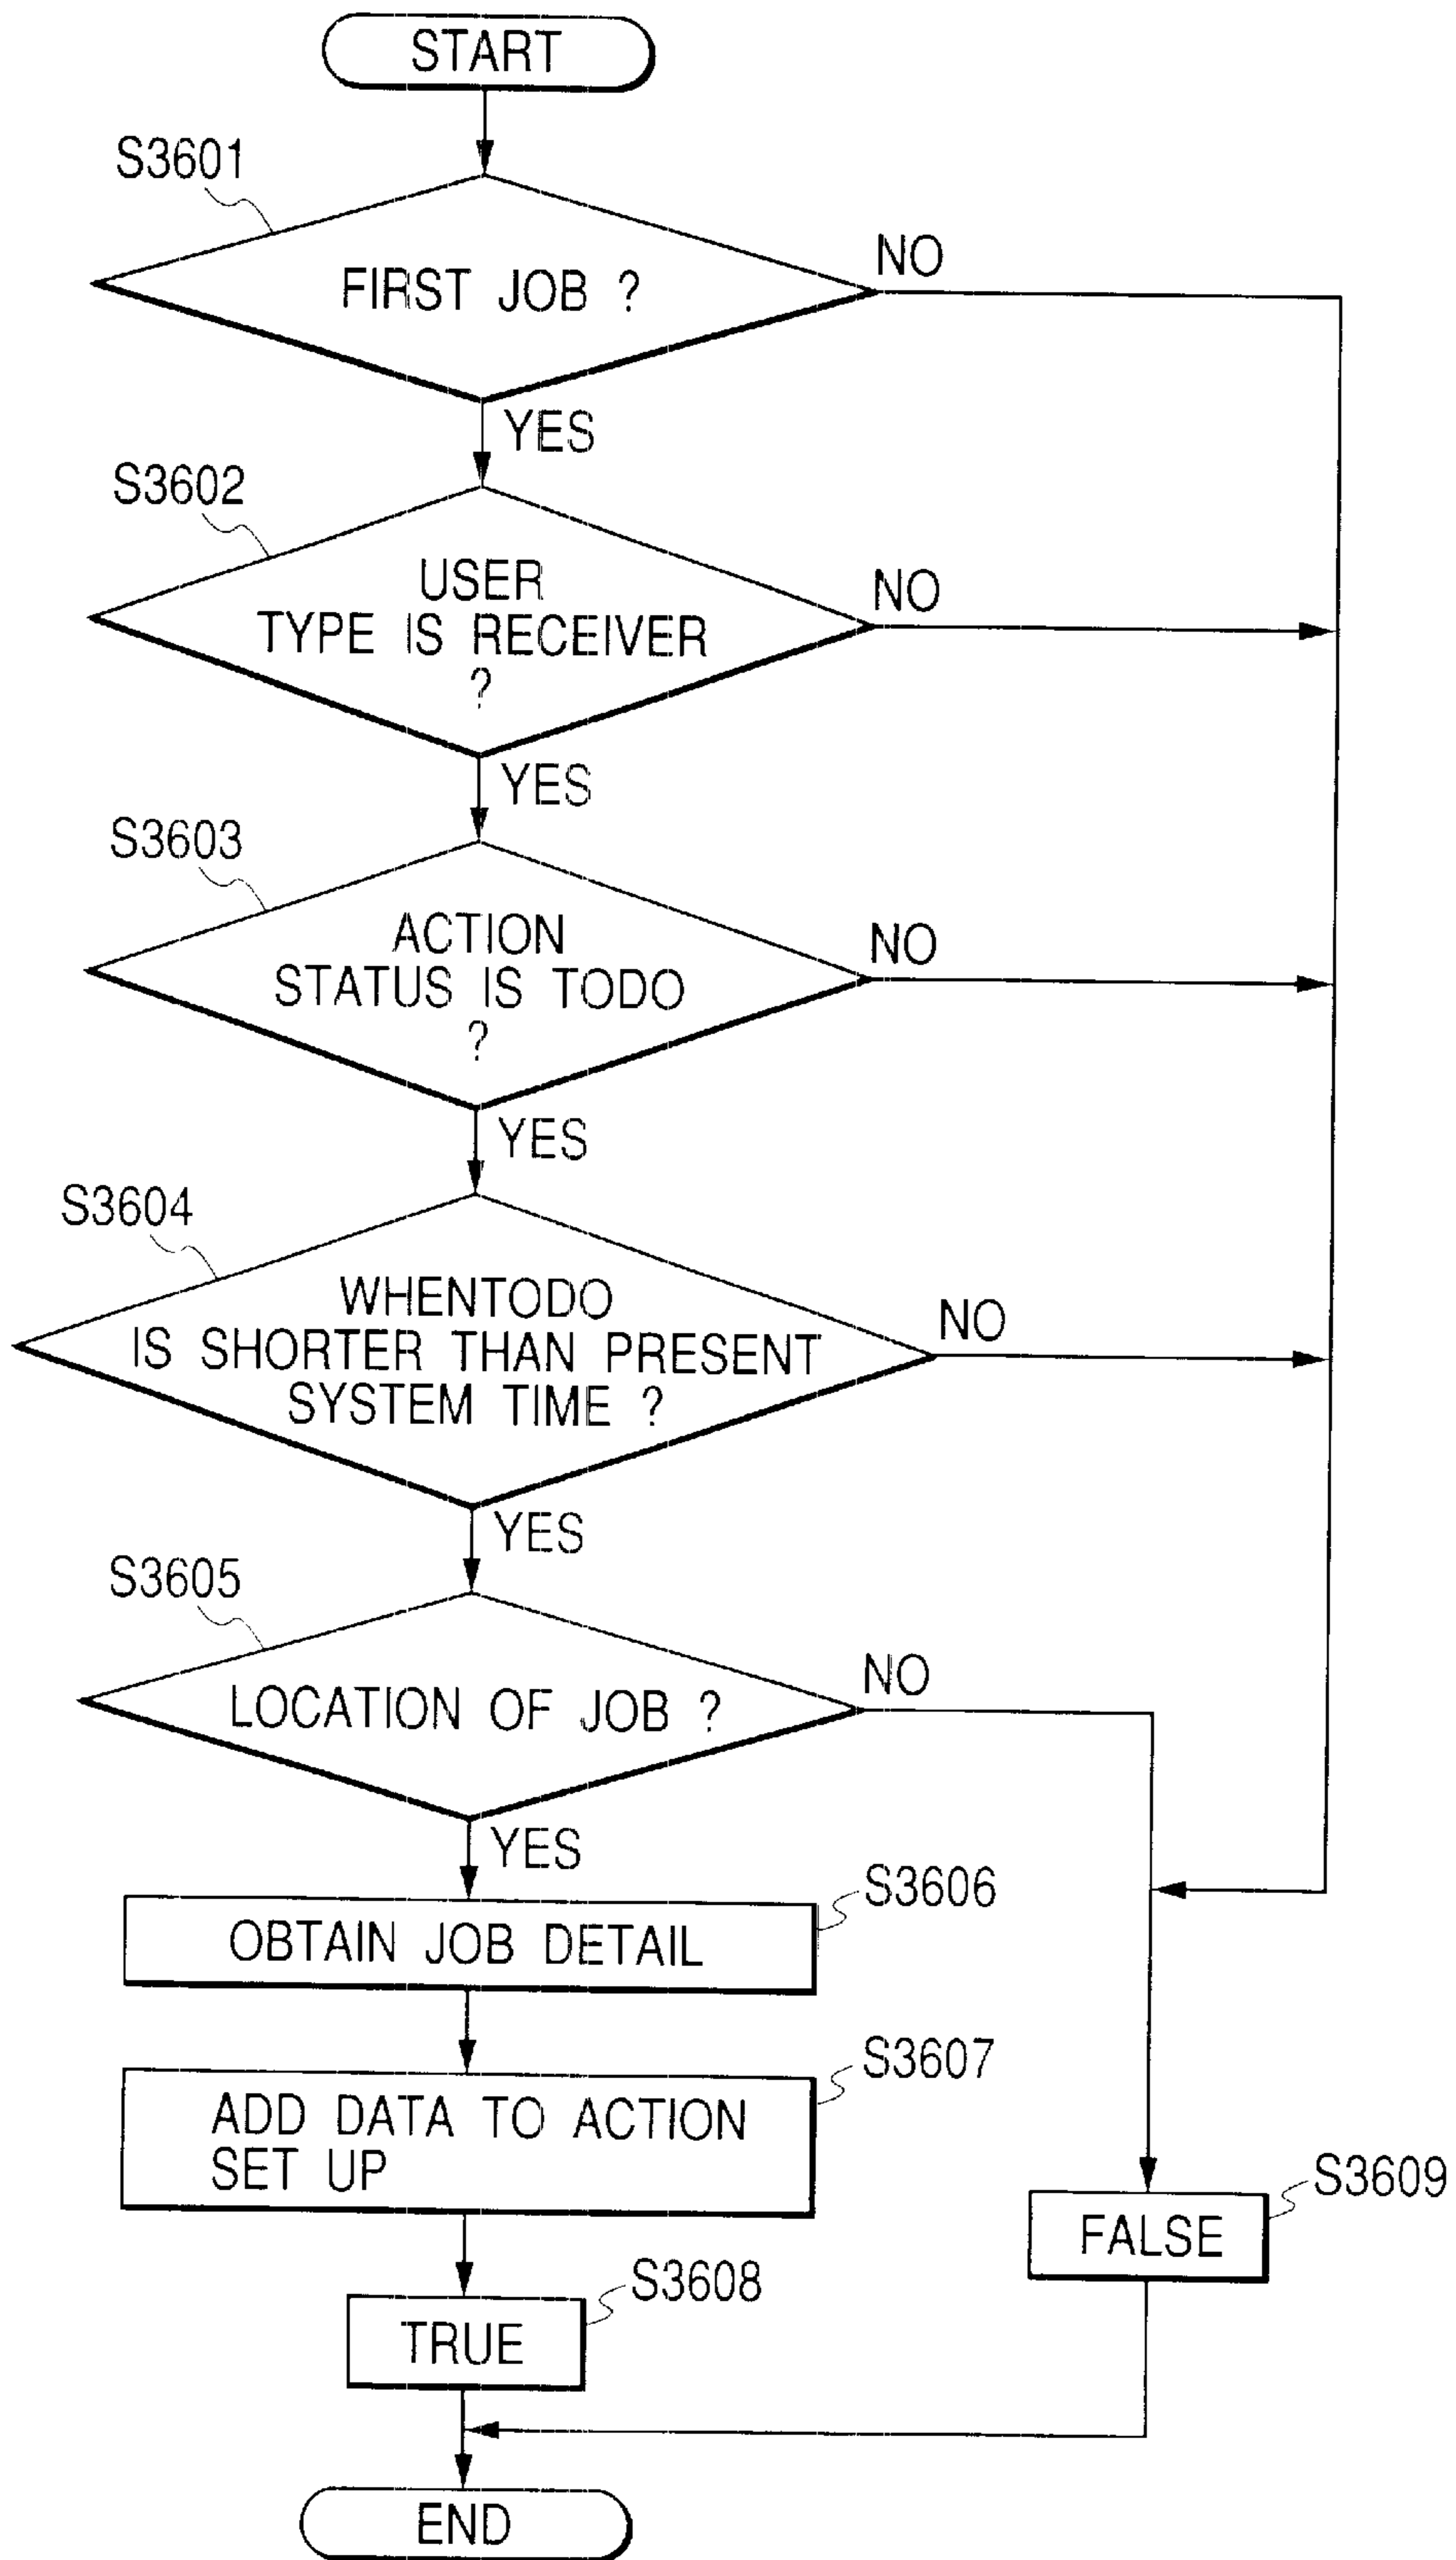 START
S3601
FIRST JOB ?
NO
YES
S3602
USER
TYPE IS RECEIVER
?
NO
YES
S3603
ACTION
STATUS IS TODO
?
NO
YES
S3604
WHENTODO
IS SHORTER THAN PRESENT
SYSTEM TIME ?
NO
YES
S3605
LOCATION OF JOB ?
NO
YES
S3606
OBTAIN JOB DETAIL
S3607
ADD DATA TO ACTION
SET UP
S3609
FALSE
S3608
TRUE
END